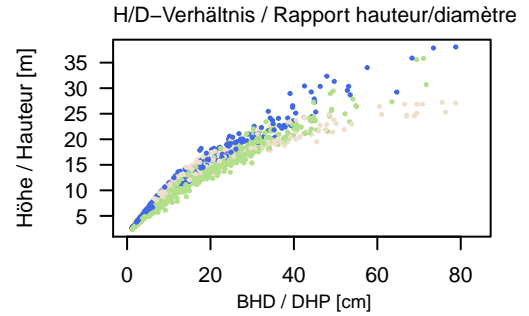 H/D−Verhältnis / Rapport hauteur/diamètre
Höhe / Hauteur [m]
35
30
25
20
15
10
5
0 20 40 60 80
BHD / DHP [cm]